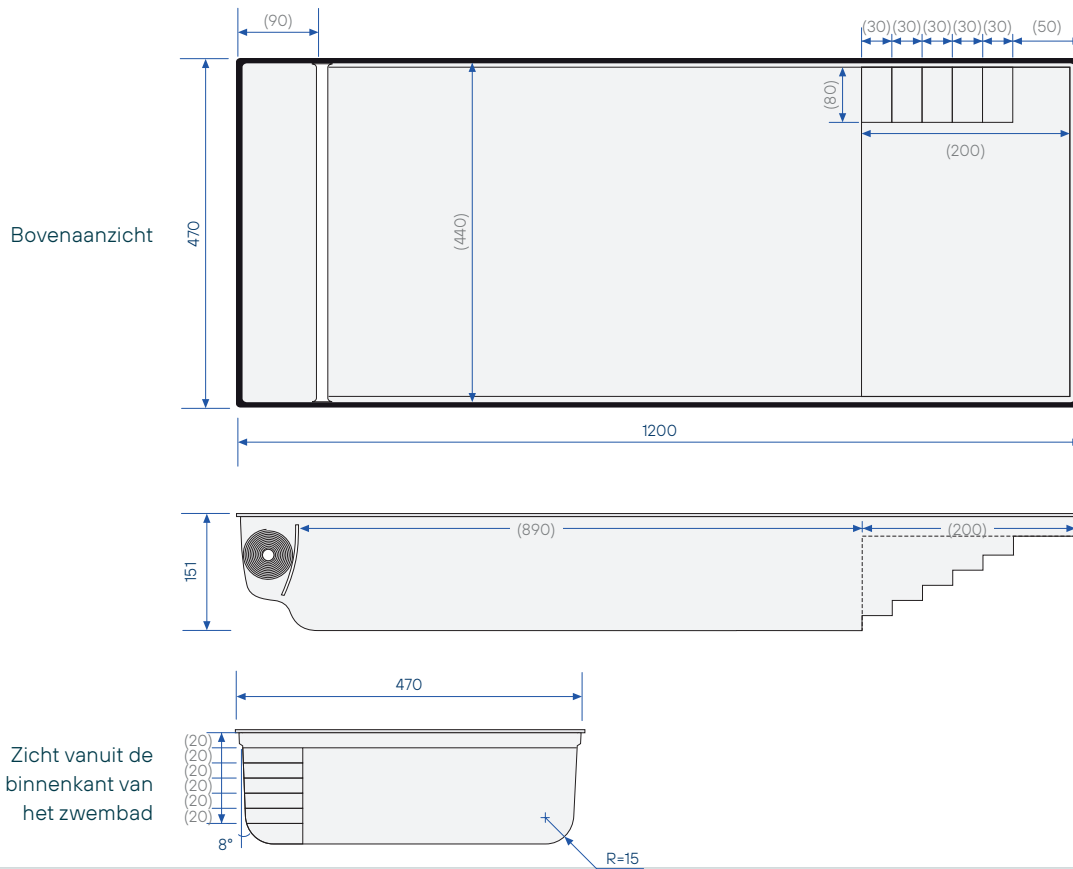 (90)
(30) (30) (30) (30) (30) (50)
(80)
(200)
Bovenaanzicht
470
(440)
1200
(890)
(200)
151
470
Zicht vanuit de
binnenkant van
het zwembad
(20)
(20)
(20)
(20)
(20)
(20)
8°
R=15